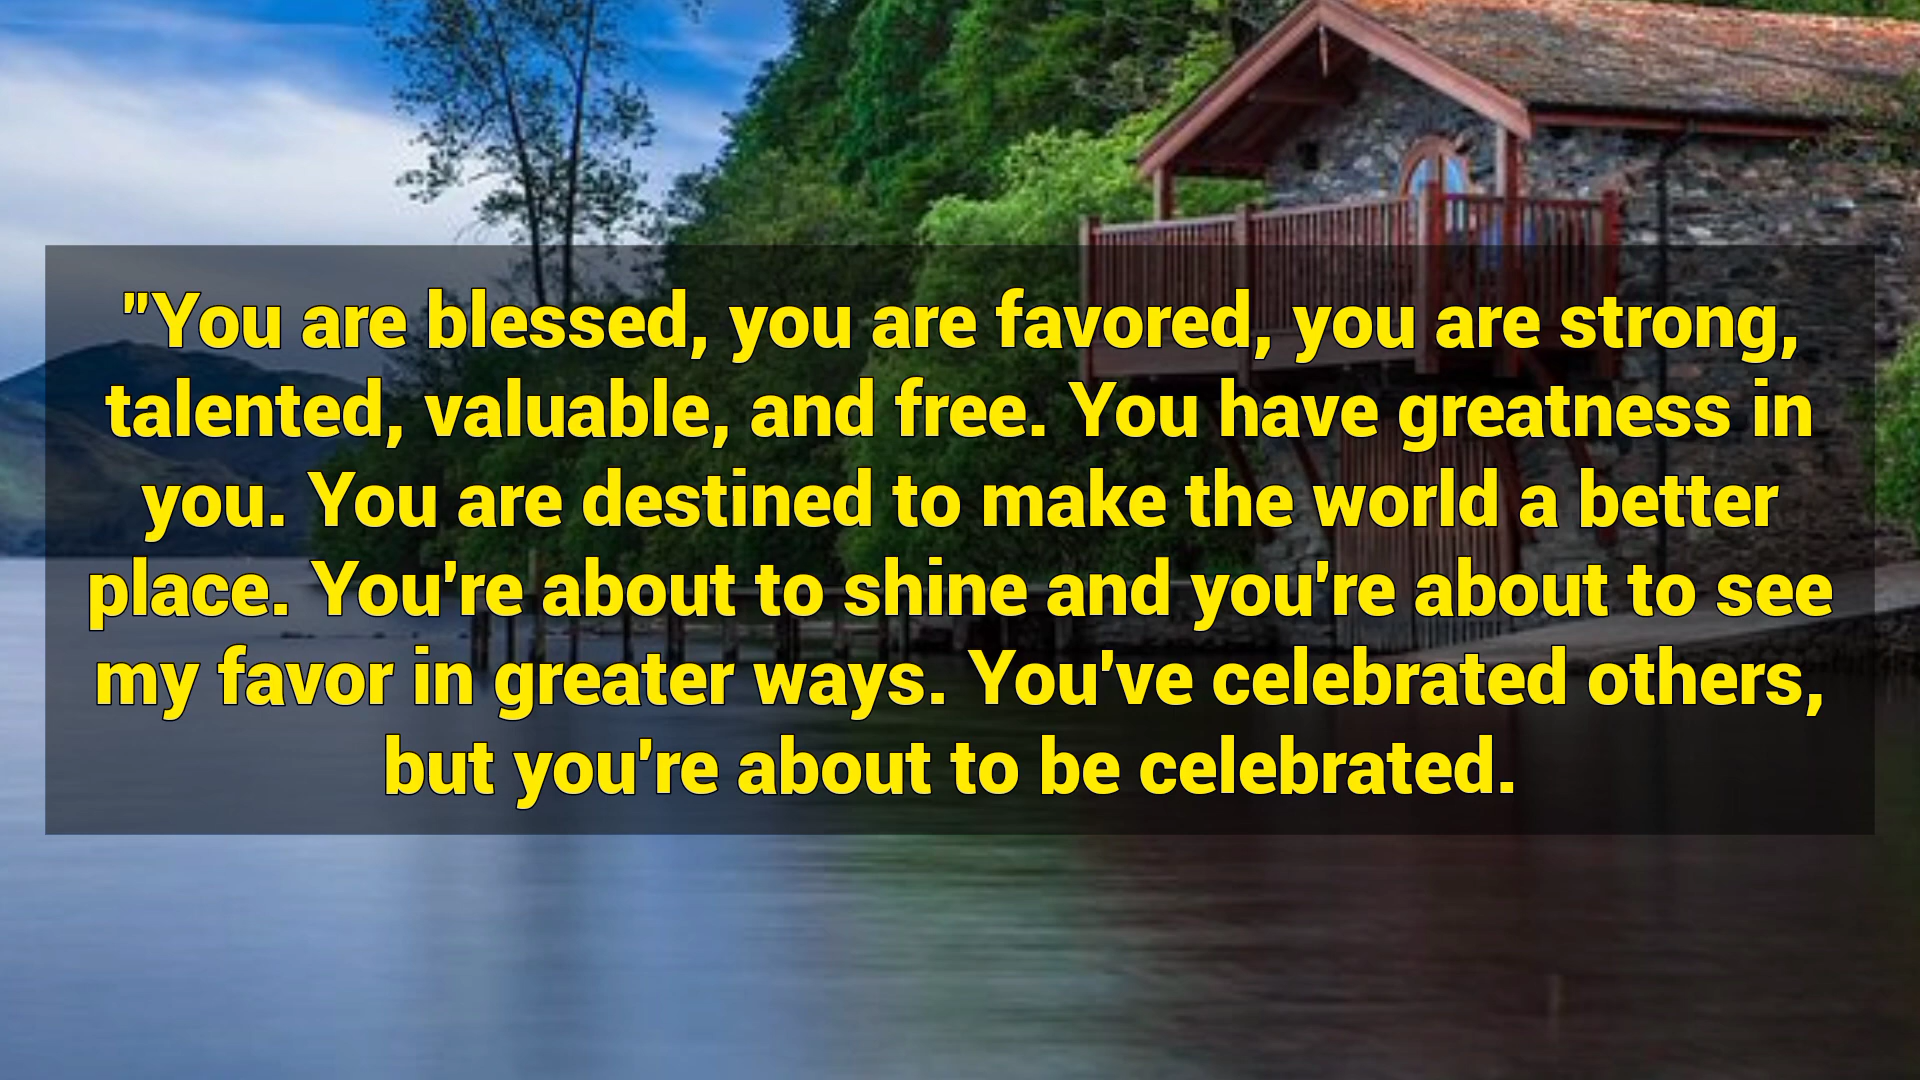 "You are blessed, you are favored, you are strong,
talented, valuable, and free. You have greatness in
you. You are destined to make the world a better
place. You're about to shine and you're about to see
my favor in greater ways. You've celebrated others,
but you're about to be celebrated.